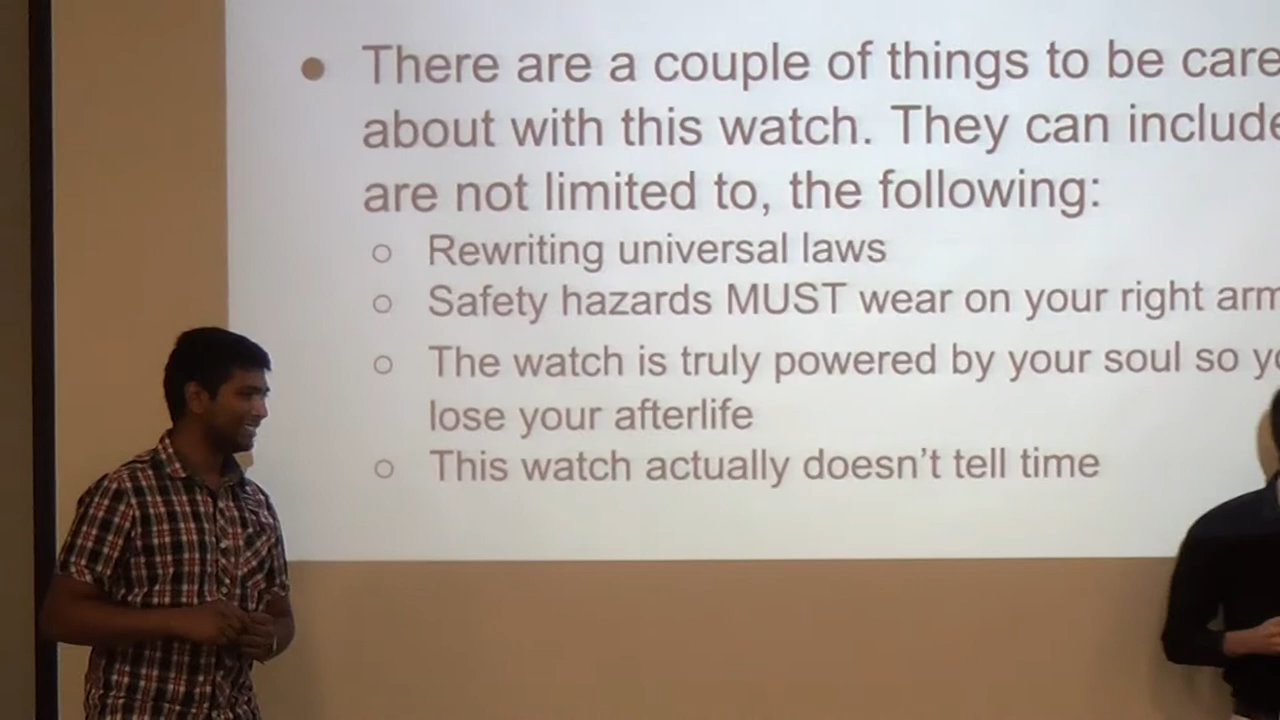 There are a couple of things to be care
about with this watch. They can include
are not limited to, the following:
Rewriting universal laws
Safety hazards MUST wear on your right arm
The watch is truly powered by your soul so yo
lose your afterlife
This watch actually doesn't tell time